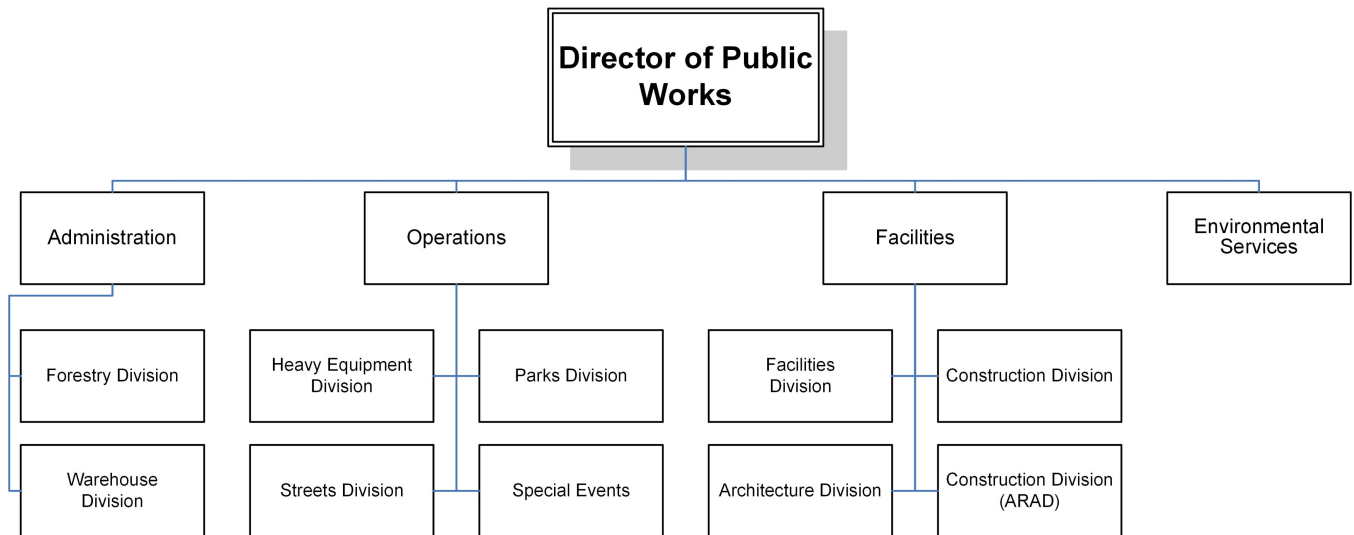 Director of Public
Works
Administration
Operations
Facilities
Environmental
Services
Forestry Division
Heavy Equipment
Division
Parks Division
Facilities
Division
Construction Division
Warehouse
Division
Streets Division
Special Events
Architecture Division
Construction Division
(ARAD)